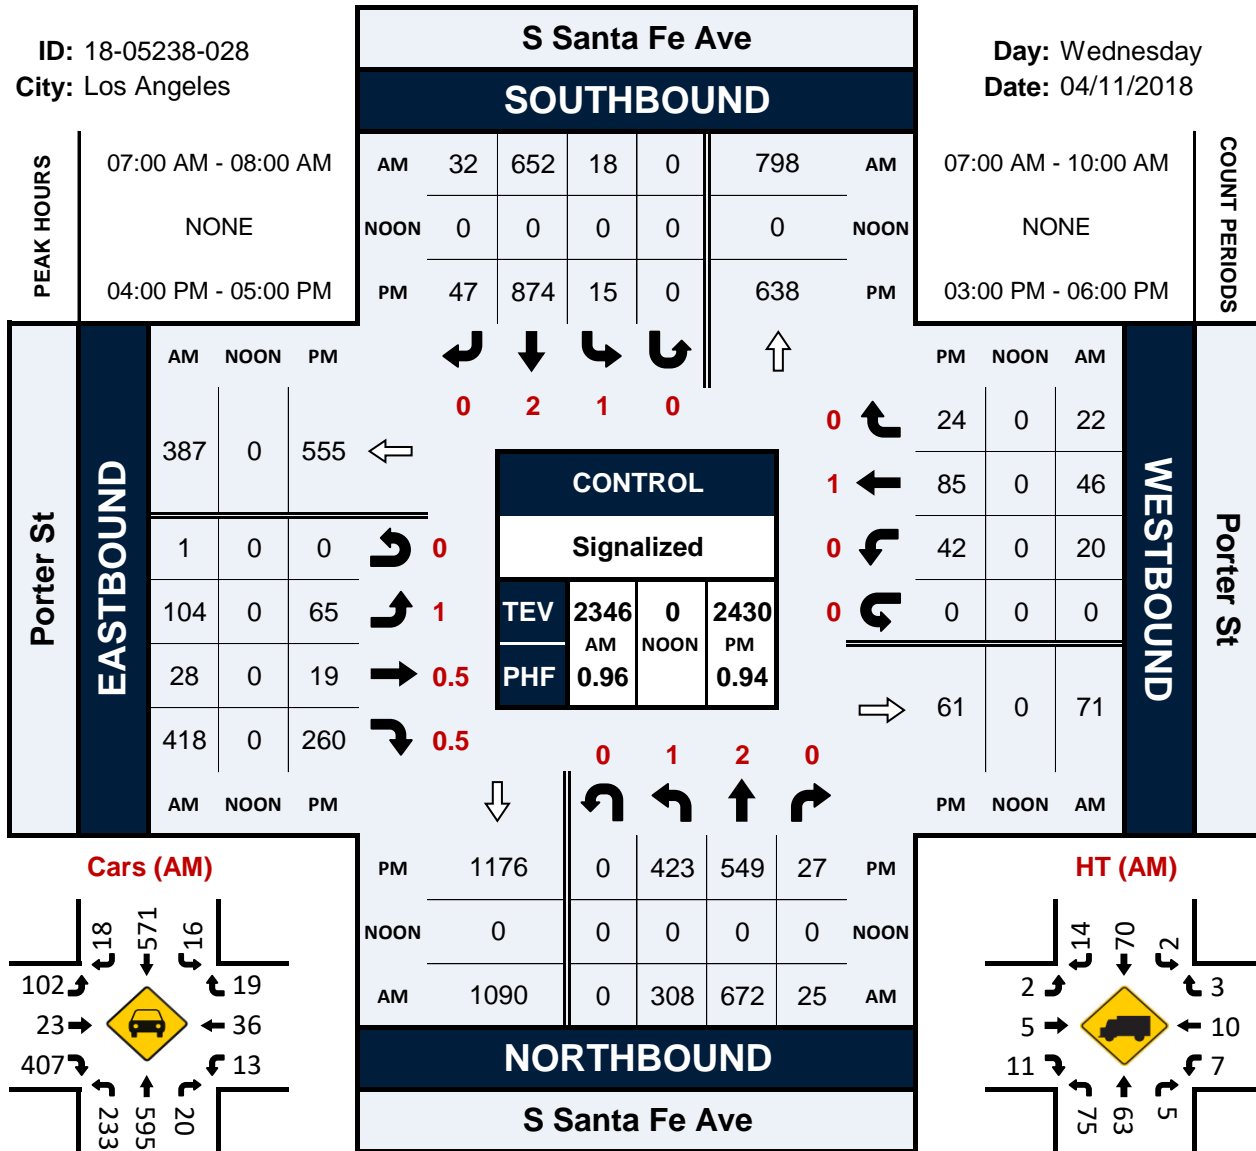 ID: 18-05238-028
City: Los Angeles
S Santa Fe Ave
SOUTHBOUND
Day: Wednesday
Date: 04/11/2018
PEAK HOURS
07:00 AM - 08:00 AM
NONE
04:00 PM - 05:00 PM
AM 32 652 18 0 798 AM
NOON 0 0 0 0 0 NOON
PM 47 874 15 0 638 PM
07:00 AM - 10:00 AM
NONE
03:00 PM - 06:00 PM
COUNT PERIODS
0 2 1 0
Porter St
EASTBOUND
AM NOON PM
387 0 555
1 0 0 0
104 0 65 1
28 0 19 0.5
418 0 260 0.5
AM NOON PM
CONTROL
Signalized
TEV 2346 0 2430
AM NOON PM
PHF 0.96 0.94
PM NOON AM
0 24 0 22
1 85 0 46
0 42 0 20
0 0 0 0
61 0 71
PM NOON AM
WESTBOUND
Porter St
0 1 2 0
PM 1176 0 423 549 27 PM
NOON 0 0 0 0 0 NOON
AM 1090 0 308 672 25 AM
NORTHBOUND
S Santa Fe Ave
Cars (AM)
18 571 16
102 19
23 36
407 13
233 595 20
HT (AM)
14 70 2
2 3
5 10
11 7
75 63 5